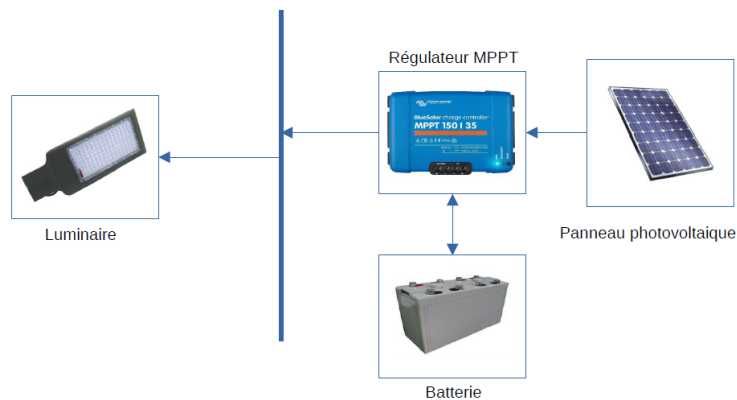 Régulateur MPPT
BlueSolar charge controller
MPPT 150 | 35
Luminaire
Panneau photovoltaique
Batterie